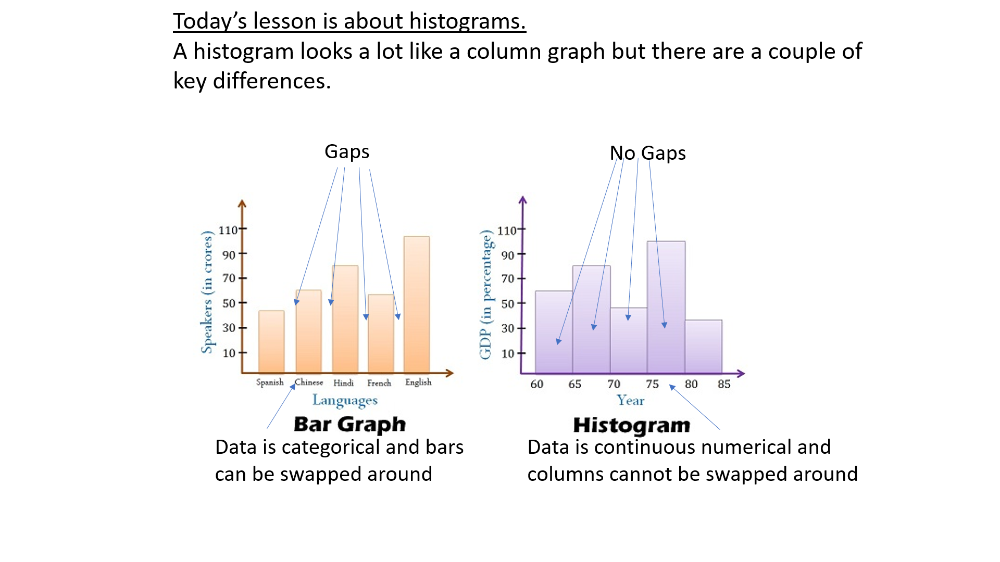 Today’s lesson is about histograms.
A histogram looks a lot like a column graph but there are a couple of
key differences.
Gaps
Speakers (in crores)
110
90
70
50
30
10
Spanish Chinese Hindi French English
Languages
Bar Graph
Data is categorical and bars
can be swapped around
No Gaps
GDP (in percentage)
110
90
70
50
30
10
60 65 70 75 80 85
Year
Histogram
Data is continuous numerical and
columns cannot be swapped around